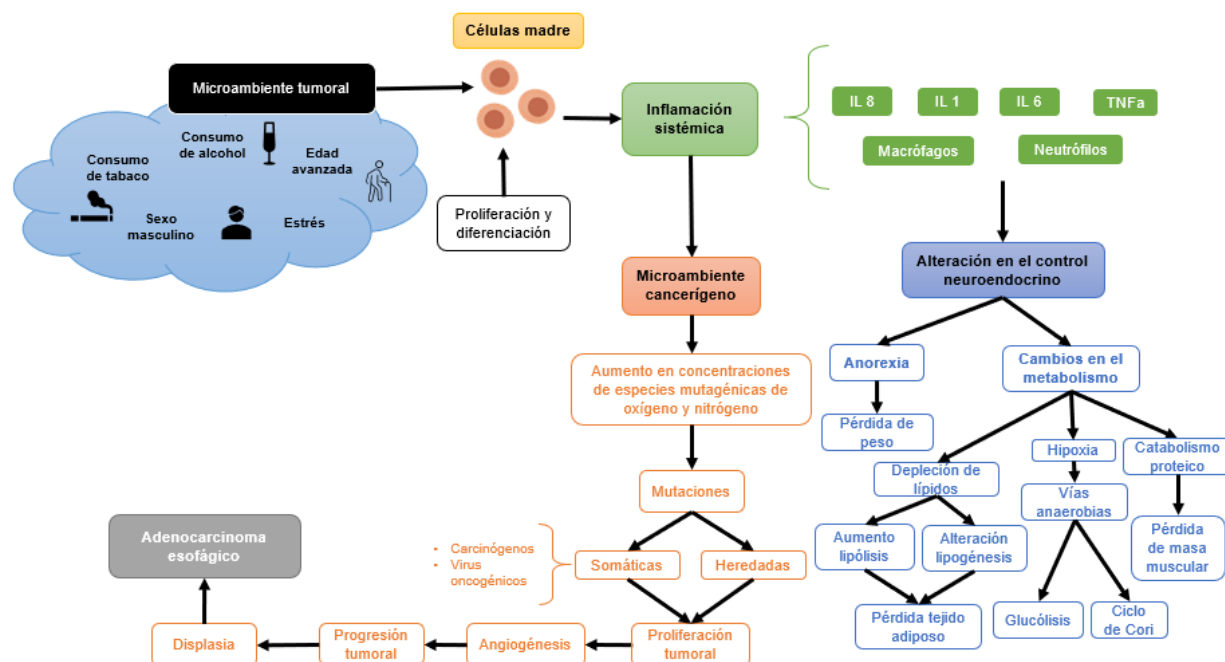 Células madre
Microambiente tumoral
Consumo
de alcohol
Edad
avanzada
Consumo
de tabaco
Sexo
masculino
Estrés
Proliferación y
diferenciación
Inflamación
sistémica
IL 8
IL 1
IL 6
TNFa
Macrófagos
Neutrófilos
Microambiente
cancerígeno
Alteración en el control
neuroendocrino
Aumento en concentraciones
de especies mutagénicas de
oxígeno y nitrógeno
Anorexia
Cambios en el
metabolismo
Pérdida de
peso
Depleción de
lípidos
Hipoxia
Catabolismo
proteico
Mutaciones
Vías
anaerobias
Aumento
lipólisis
Alteración
lipogénesis
Pérdida
de masa
muscular
• Carcinógenos
• Virus
oncogénicos
Somáticas
Heredadas
Pérdida tejido
adiposo
Glucólisis
Ciclo
de Cori
Adenocarcinoma
esofágico
Displasia
Progresión
tumoral
Angiogénesis
Proliferación
tumoral